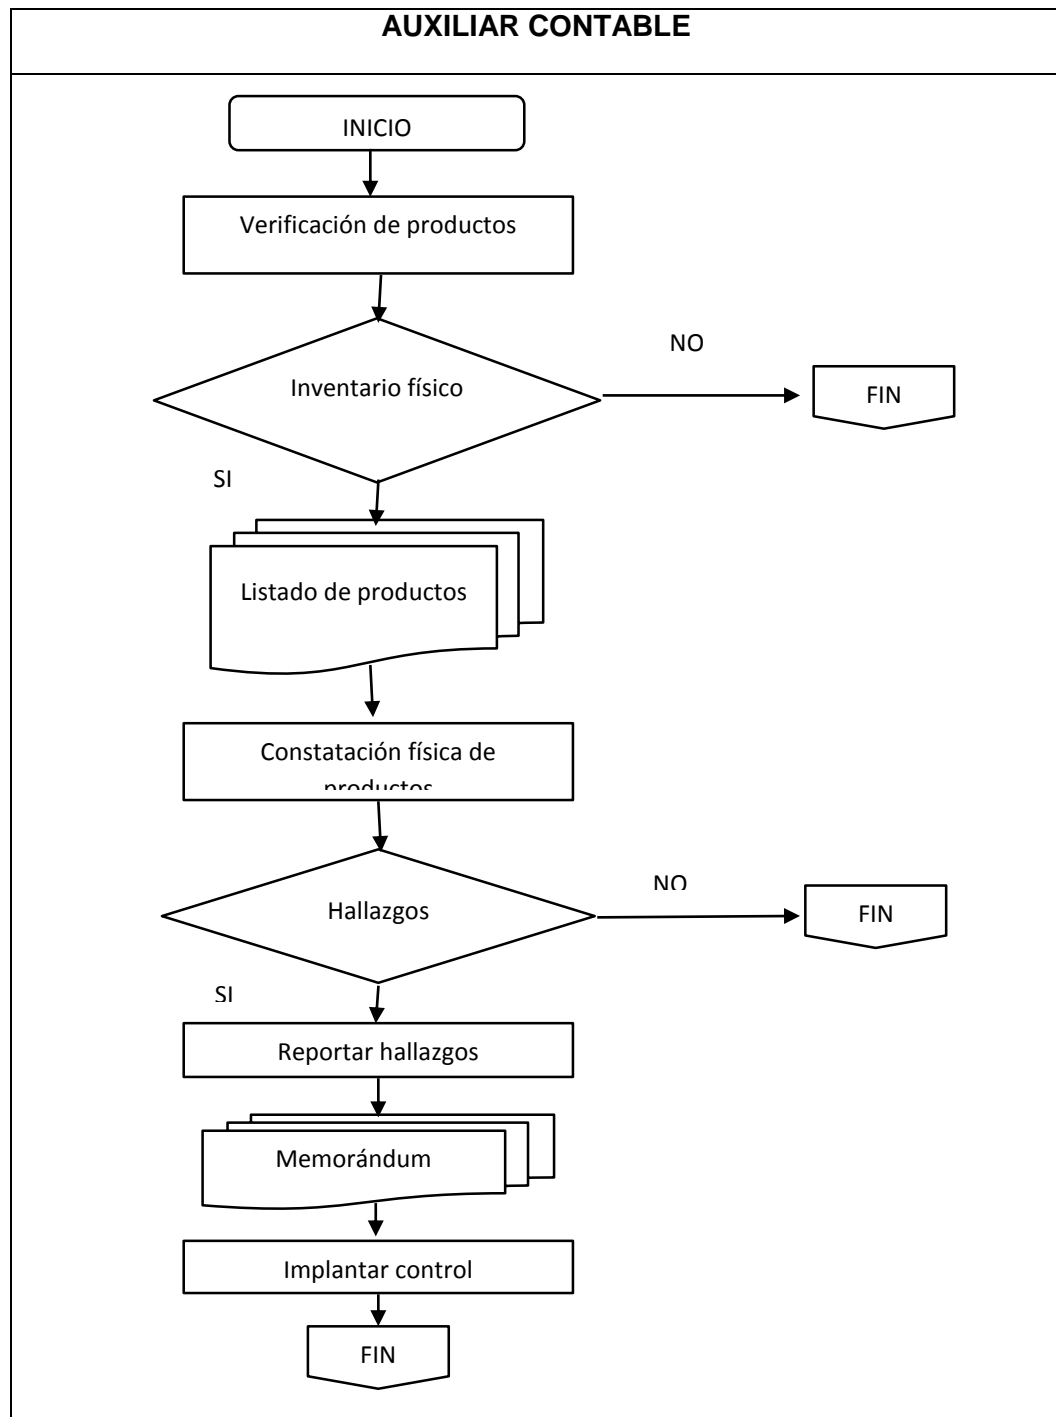 AUXILIAR CONTABLE
INICIO
Verificación de productos
NO
Inventario físico
FIN
SI
Listado de productos
Constatación física de
productos
NO
Hallazgos
FIN
SI
Reportar hallazgos
Memorándum
Implantar control
FIN